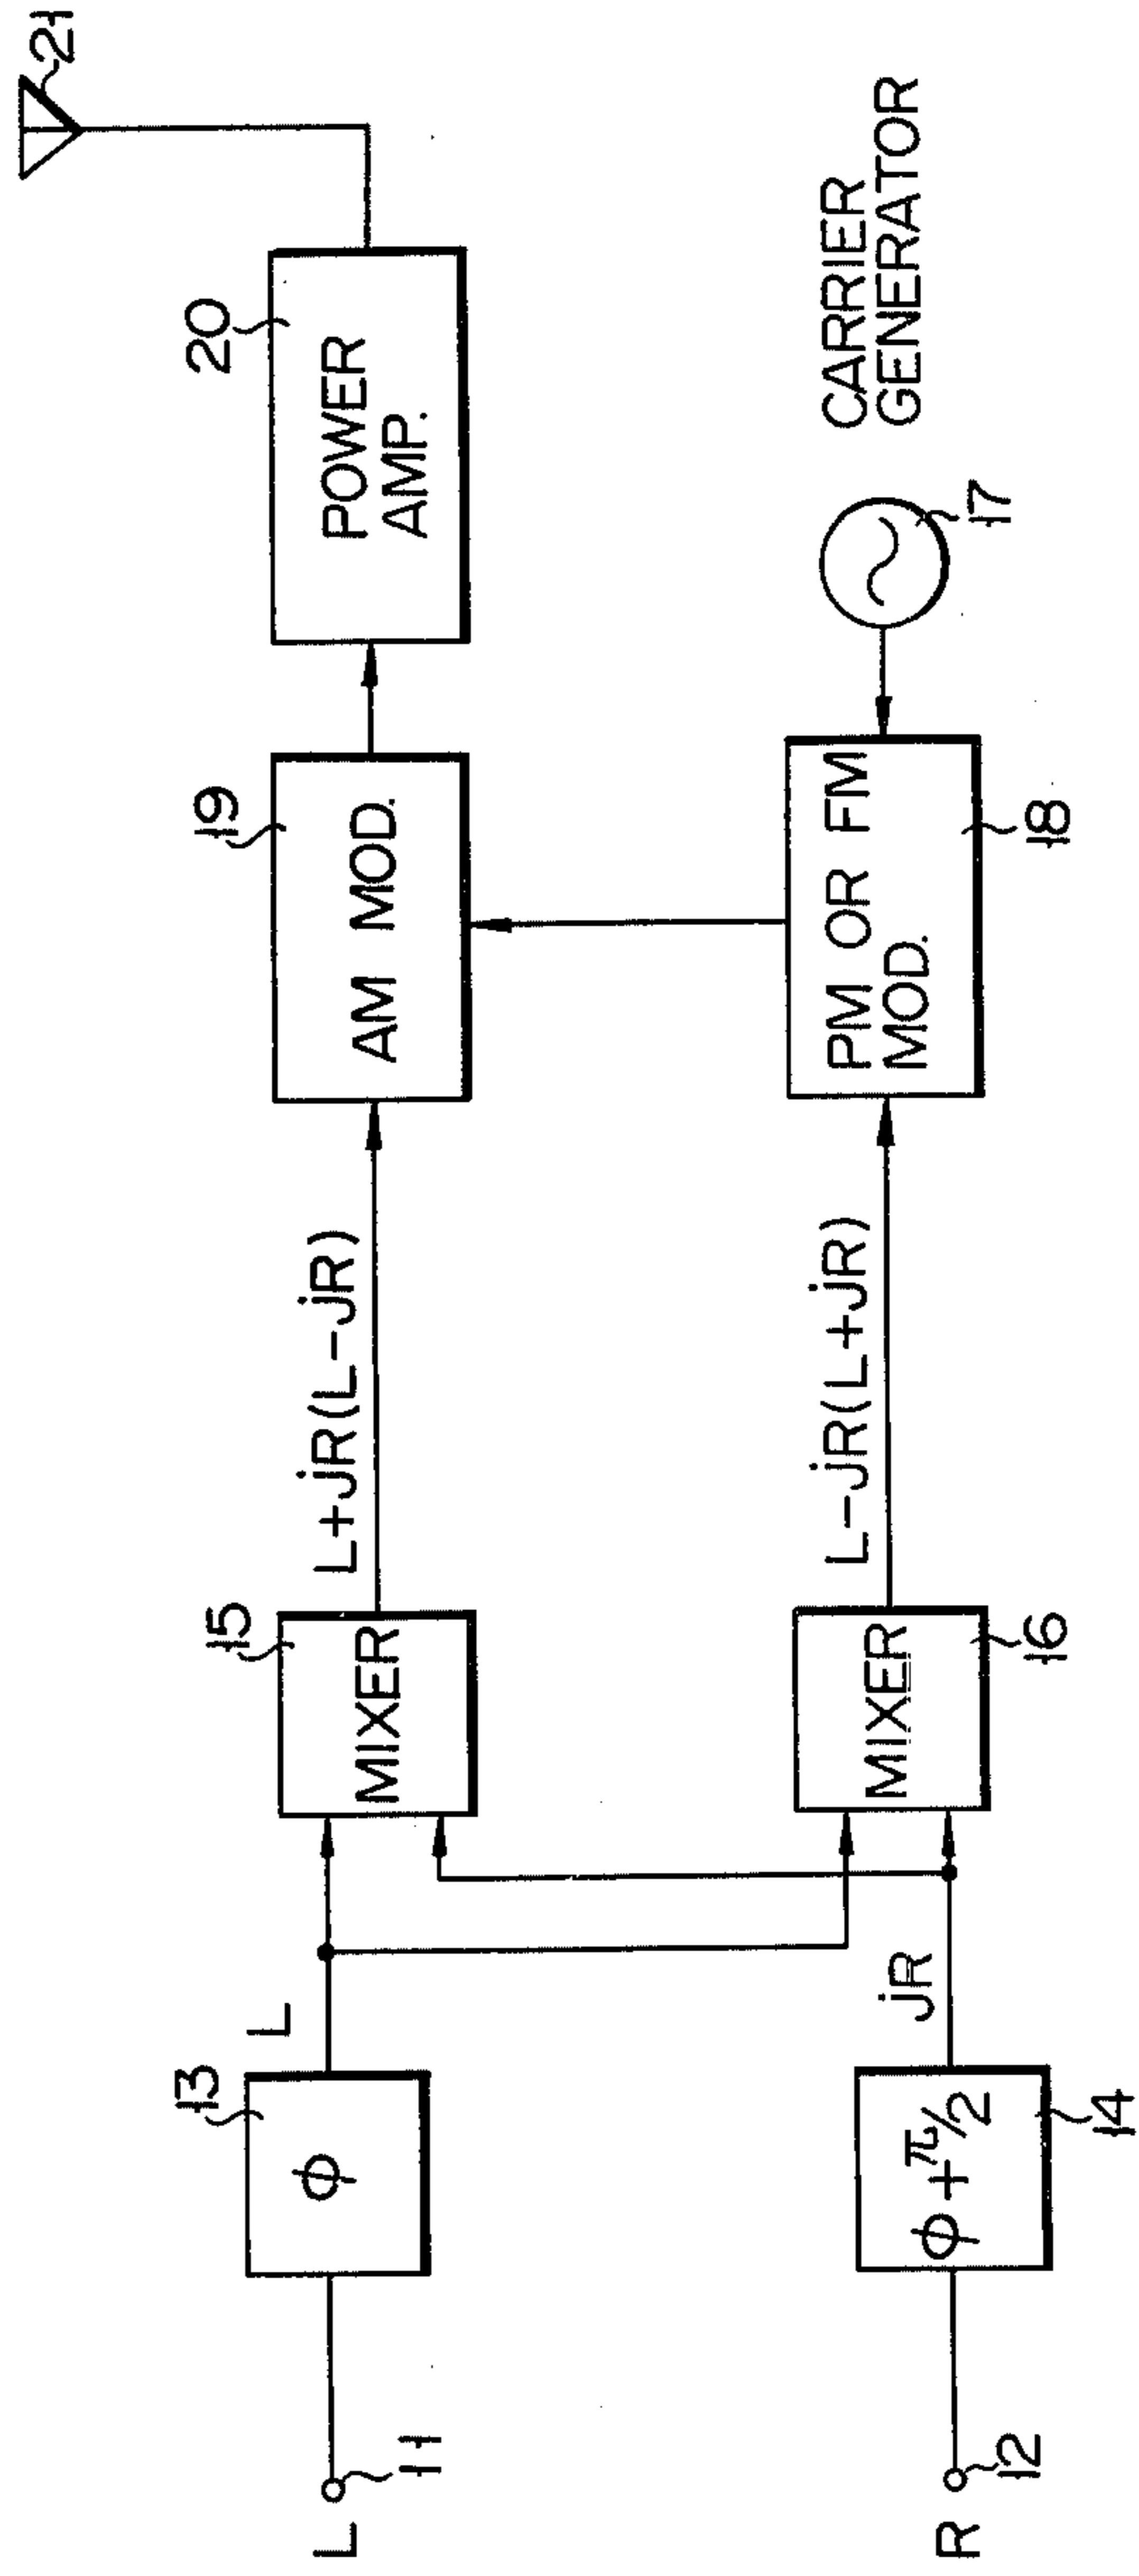 L
11
13
ϕ
L
15
MIXER
L+jR(L-jR)
19
AM MOD.
20
POWER
AMP.
21
R
12
14
ϕ+π/2
jR
16
MIXER
L-jR(L+jR)
18
PM OR FM
MOD.
17
CARRIER
GENERATOR